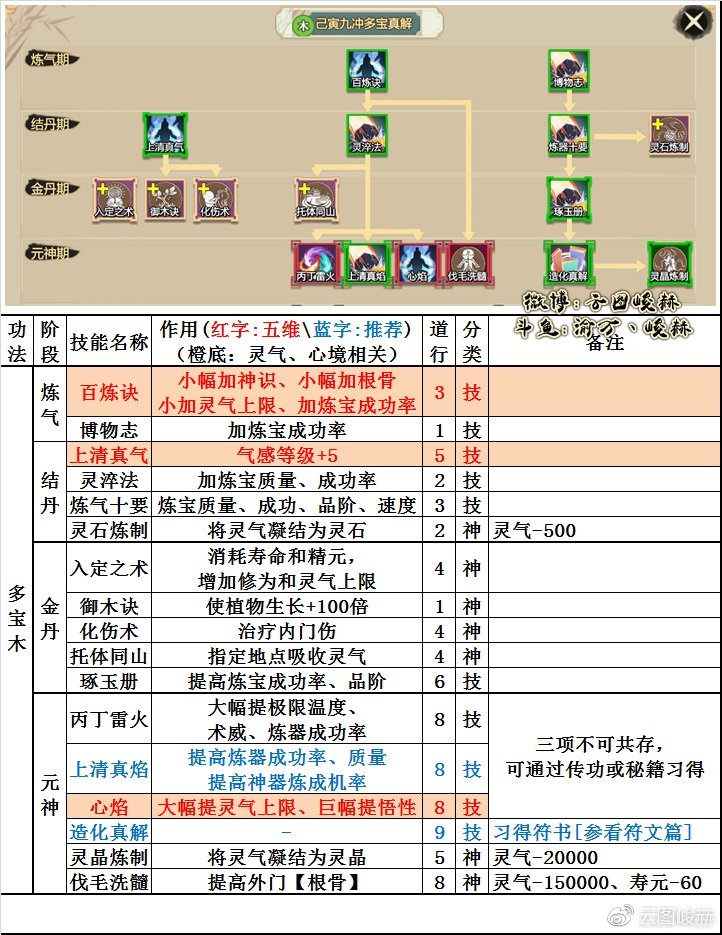 木 己寅九冲多宝真解
炼气期
百炼诀
博物志
结丹期
上清真气
灵淬法
炼器十要
灵石炼制
金丹期
入定之术
御木诀
化伤术
托体同山
琢玉册
元神期
丙丁雷火
上清真焰
心焰
伐毛洗髓
造化真解
灵晶炼制
微博:子固峻赫
斗鱼:渝万、峻赫
功法 阶段 技能名称 作用(红字:五维\蓝字:推荐)
(橙底:灵气、心境相关) 道行 分类 备注
多宝木
炼气
百炼诀 小幅加神识、小幅加根骨
小加灵气上限、加炼宝成功率 3 技
博物志 加炼宝成功率 1 技
结丹
上清真气 气感等级+5 5 技
灵淬法 加炼宝质量、成功率 2 技
炼气十要 炼宝质量、成功、品阶、速度 3 技
灵石炼制 将灵气凝结为灵石 2 神 灵气-500
金丹
入定之术 消耗寿命和精元,
增加修为和灵气上限 4 神
御木诀 使植物生长+100倍 1 神
化伤术 治疗内门伤 4 神
托体同山 指定地点吸收灵气 4 神
琢玉册 提高炼宝成功率、品阶 6 技
元神
丙丁雷火 大幅提极限温度、
术威、炼器成功率 8 技
上清真焰 提高炼器成功率、质量
提高神器炼成机率 8 技
心焰 大幅提灵气上限、巨幅提悟性 8 技
三项不可共存,
可通过传功或秘籍习得
造化真解 - 9 技 习得符书[参看符文篇]
灵晶炼制 将灵气凝结为灵晶 5 神 灵气-20000
伐毛洗髓 提高外门【根骨】 8 神 灵气-150000、寿元-60
云图峻赫